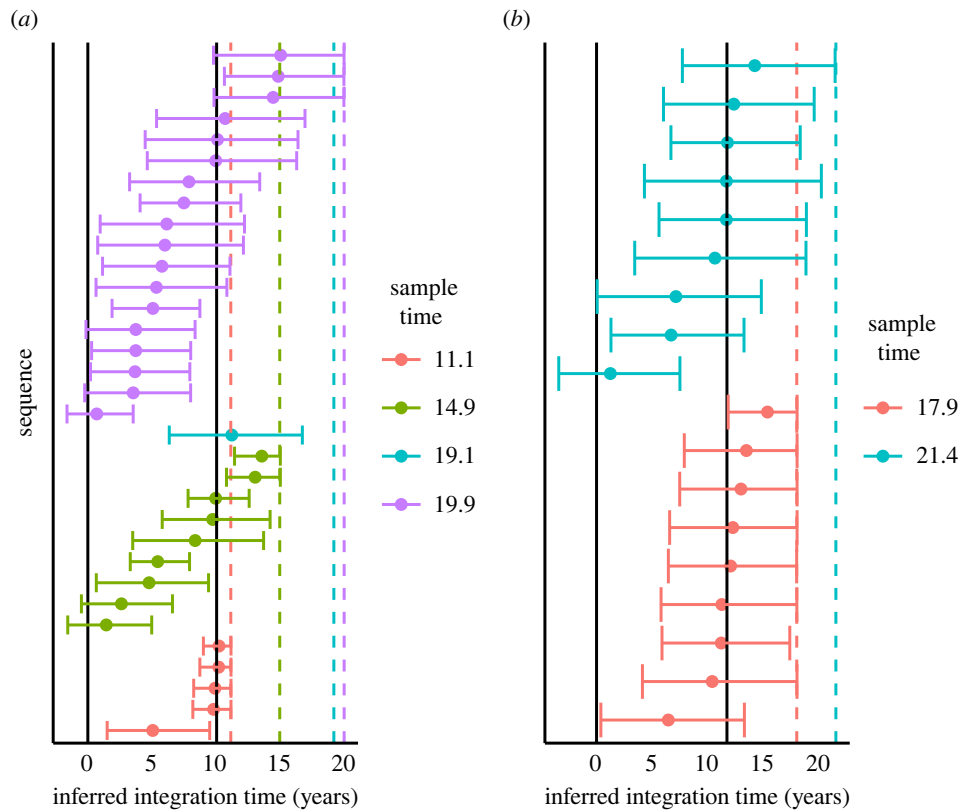 (a)
sequence
0 5 10 15 20
inferred integration time (years)
sample
time
11.1
14.9
19.1
19.9
(b)
0 5 10 15 20
inferred integration time (years)
sample
time
17.9
21.4